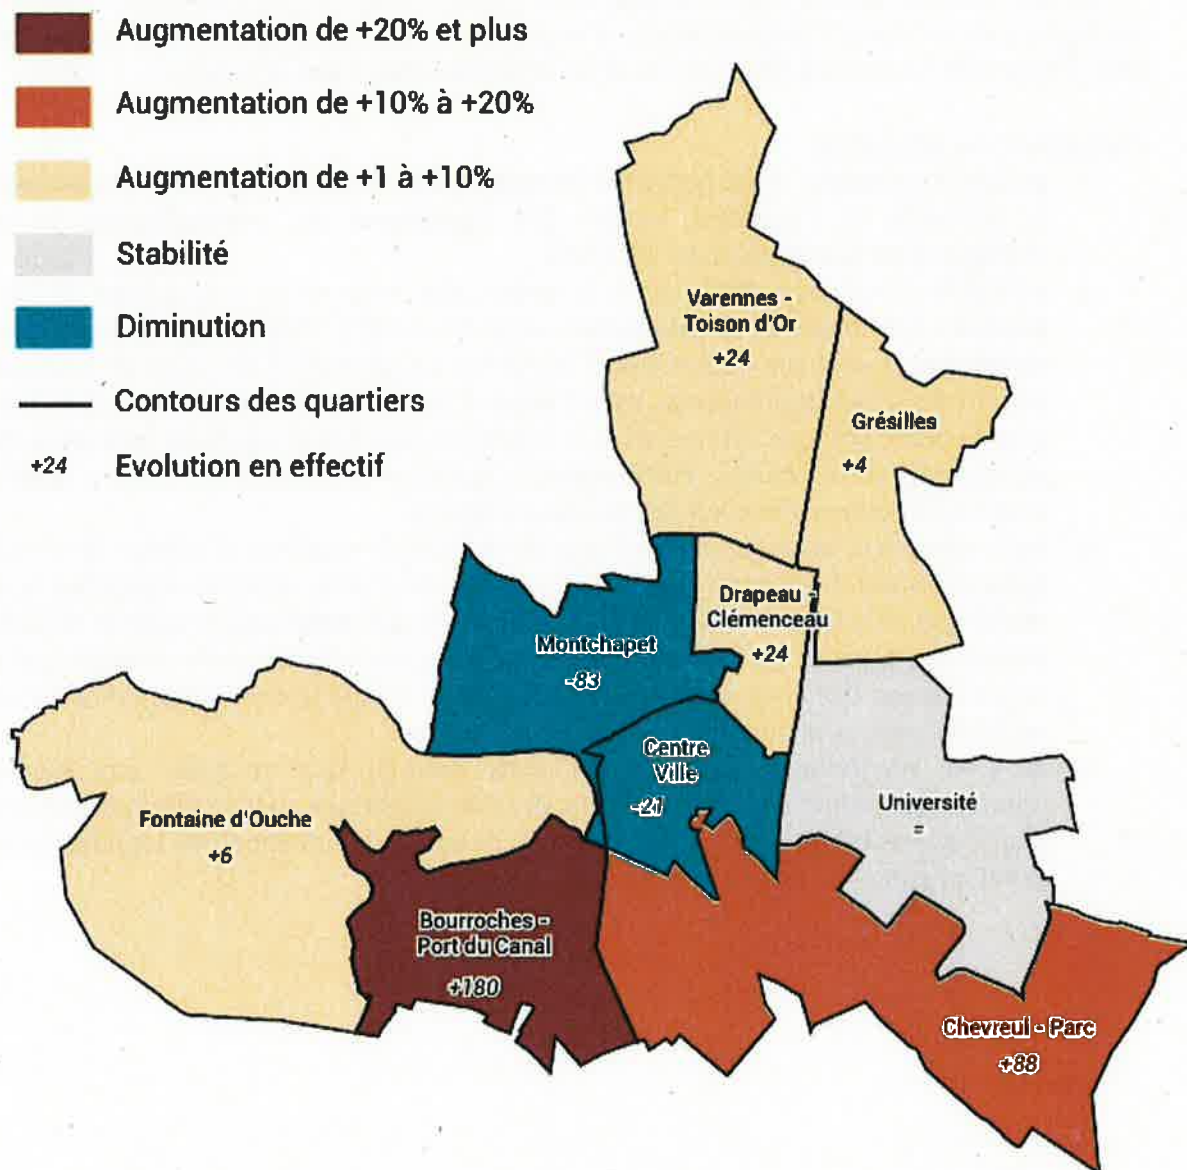 Augmentation de +20% et plus
Augmentation de +10% à +20%
Augmentation de +1 à +10%
Stabilité
Diminution
Contours des quartiers
+24 Evolution en effectif
Varennes -
Toison d'Or
+24
Grésilles
+4
Drapeau -
Clémenceau
+24
Montchapet
-83
Centre
Ville
-21
Université
=
Fontaine d'Ouche
+6
Bourroches -
Port du Canal
+180
Chevreul - Parc
+88